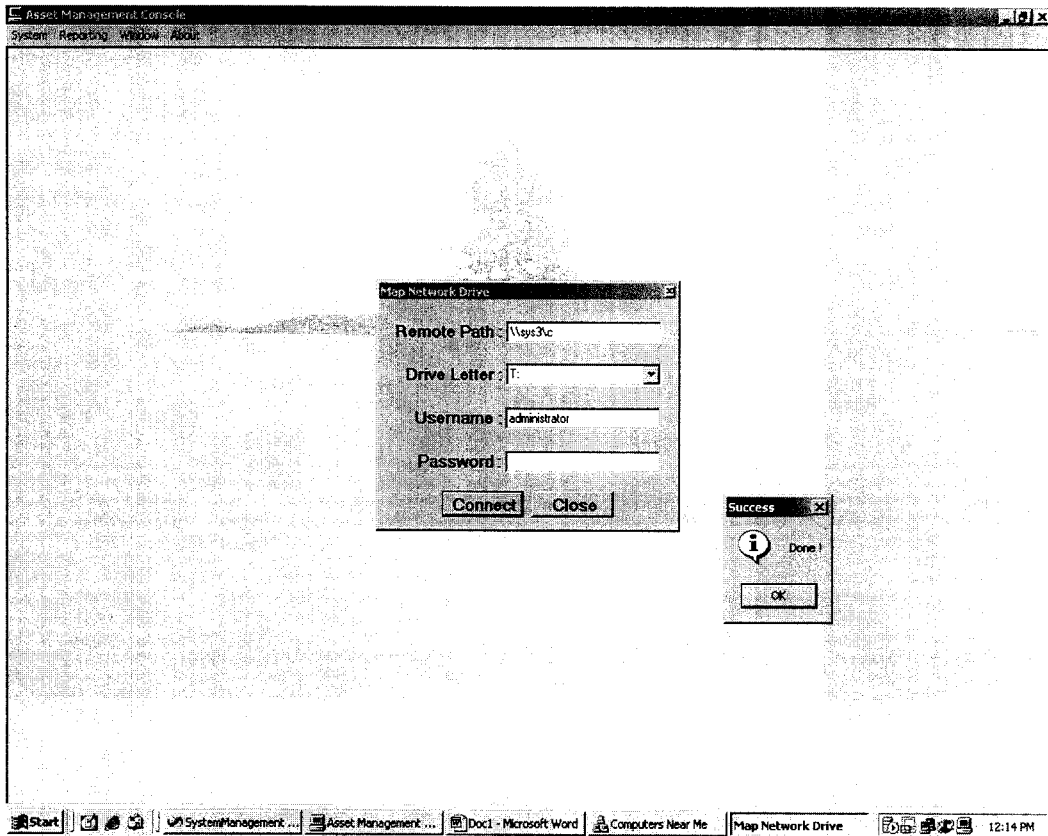 Asset Management Console
System Reporting Window About
Map Network Drive
Remote Path : \\sys3\c
Drive Letter : T:
Username : administrator
Password :
Connect Close
Success
Done !
OK
Start SystemManagement ... Asset Management ... Doc1 - Microsoft Word Computers Near Me Map Network Drive 12:14 PM